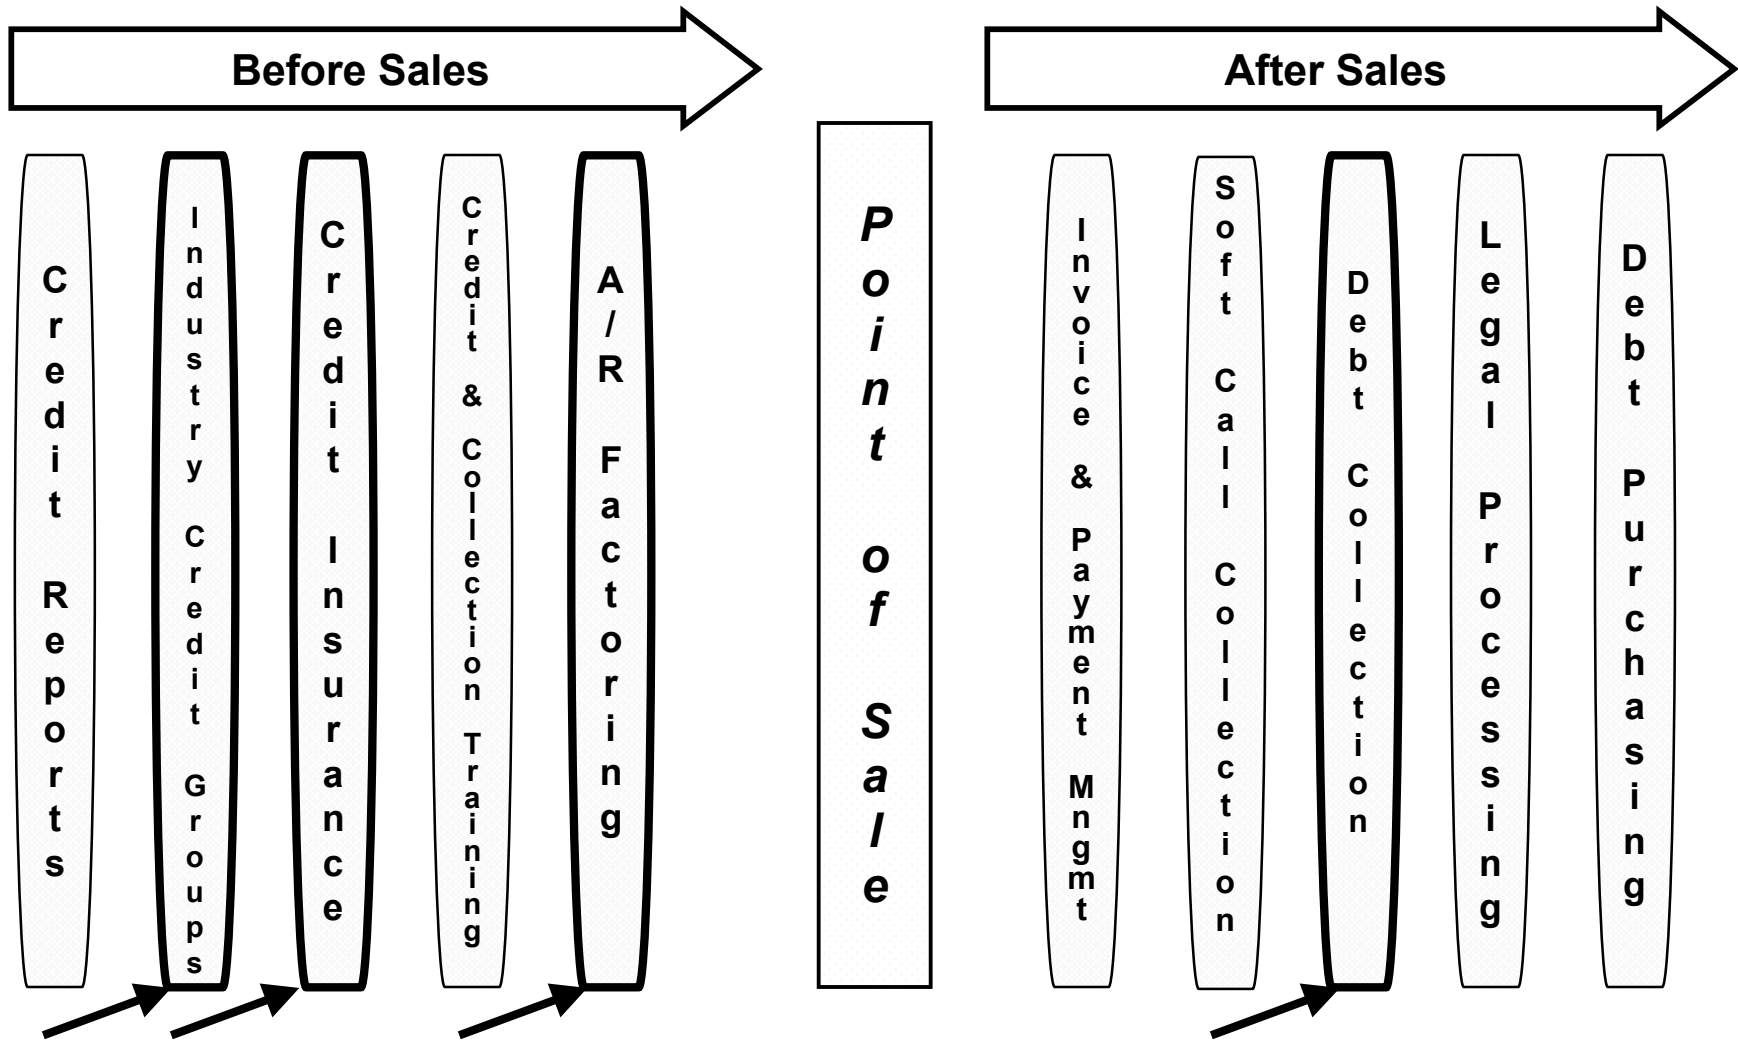 Before Sales
After Sales
Credit Reports
Industry Credit Groups
Credit Insurance
Credit & Collection Training
A/R Factoring
Point of Sale
Invoice & Payment Mngmt
Soft Call Collection
Debt Collection
Legal Processing
Debt Purchasing